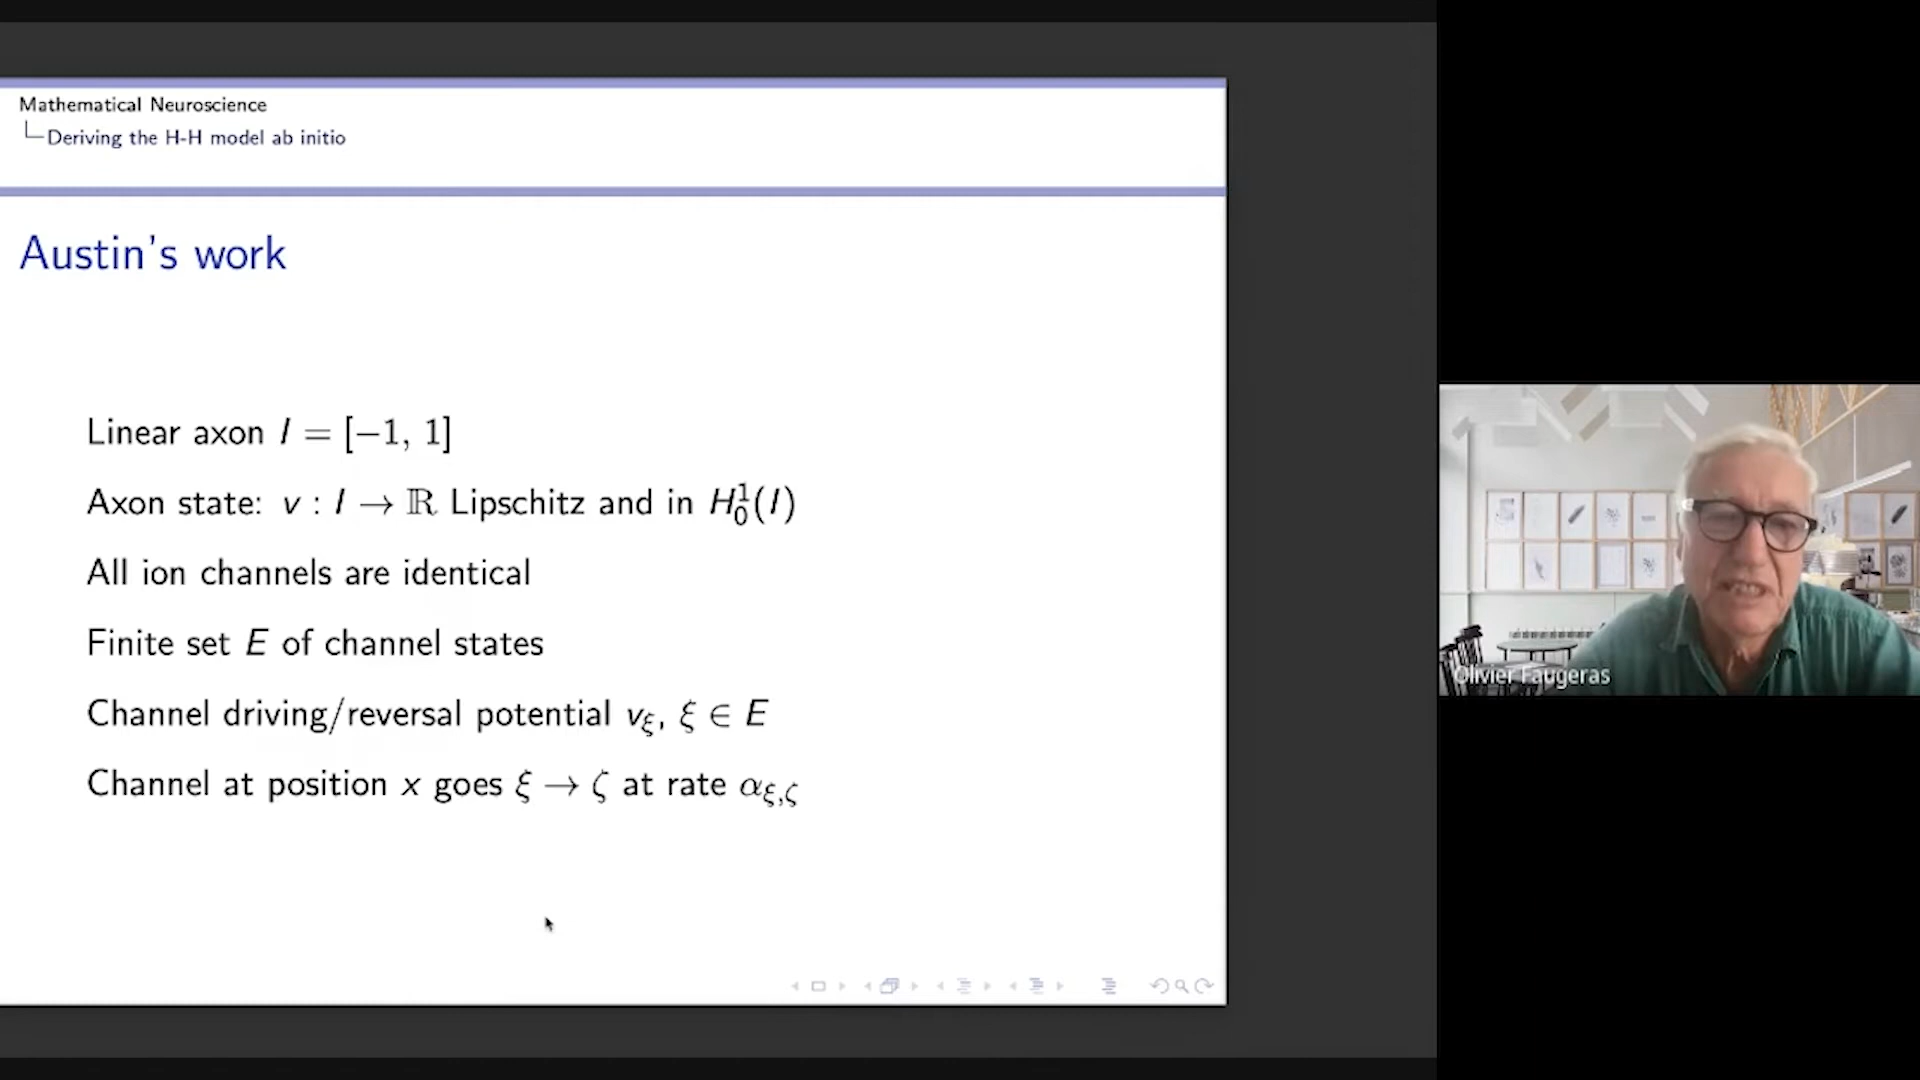 Mathematical Neuroscience
Deriving the H-H model ab initio
Austin's work
Linear axon I = [−1, 1]
Axon state: v : I → ℝ Lipschitz and in H₀¹(I)
All ion channels are identical
Finite set E of channel states
Channel driving/reversal potential v_ξ, ξ ∈ E
Channel at position x goes ξ → ζ at rate α_ξ,ζ
Olivier Faugeras